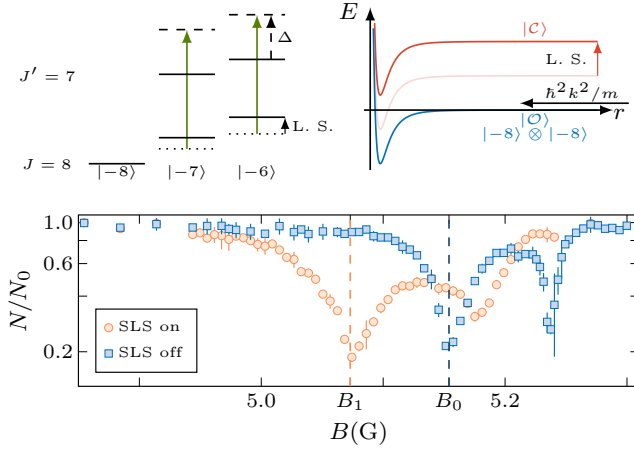 J′ = 7
J = 8
|−8⟩
|−7⟩
|−6⟩
Δ
L. S.
E
|𝒞⟩
L. S.
ℏ²k²/m
r
|𝒪⟩
|−8⟩ ⊗ |−8⟩
N/N₀
1.0
0.6
0.2
SLS on
SLS off
5.0
B₁
B₀
5.2
B(G)